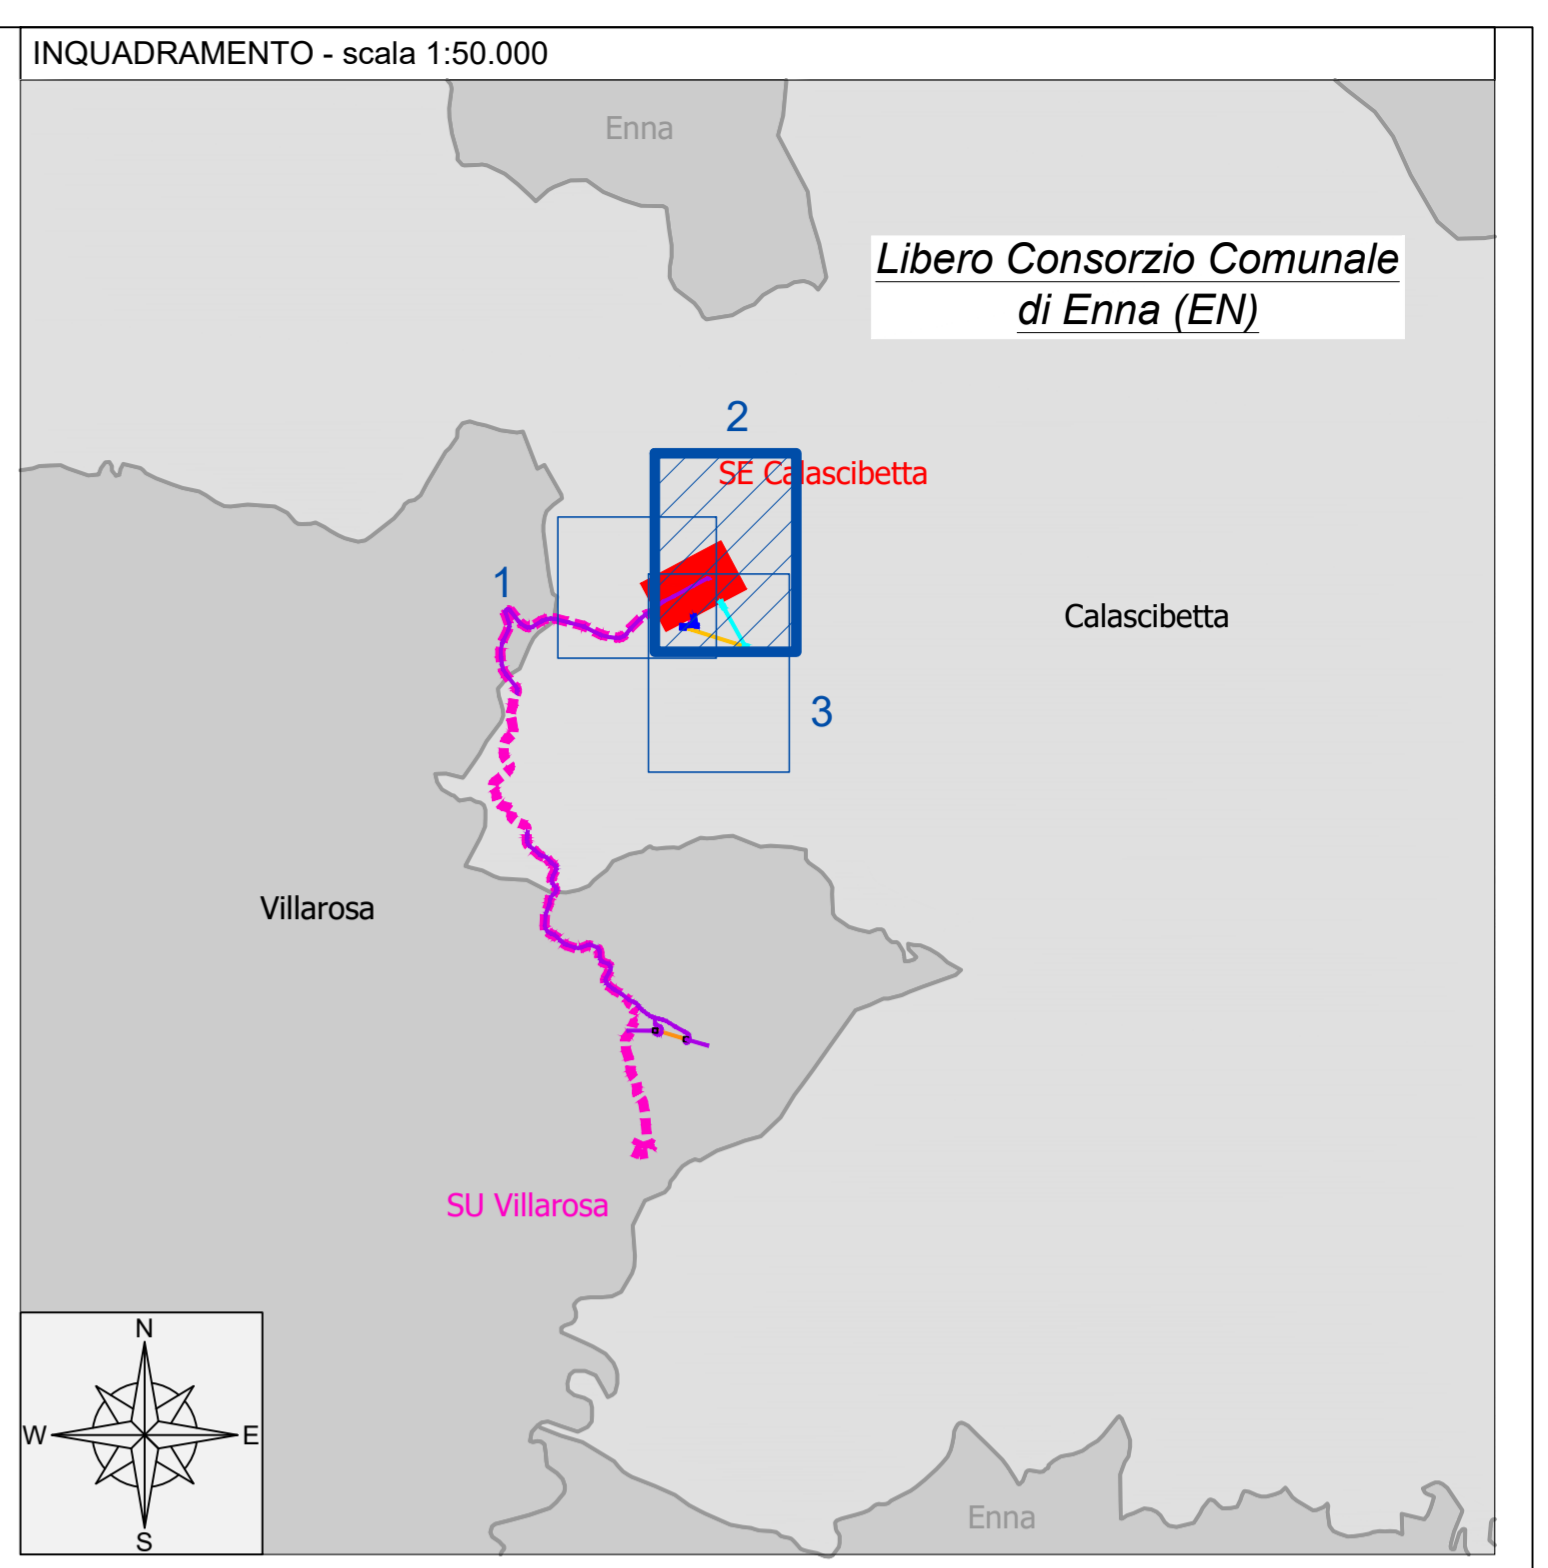 INQUADRAMENTO - scala 1:50.000
Enna
Libero Consorzio Comunale
di Enna (EN)
2
SE Calascibetta
1
Calascibetta
3
Villarosa
SU Villarosa
N
W
E
S
Enna